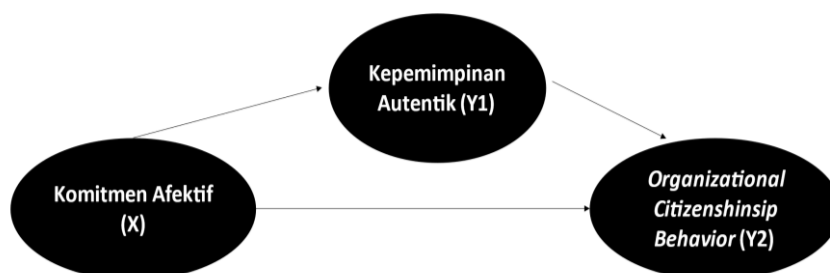 Kepemimpinan
Autentik (Y1)
Komitmen Afektif
(X)
Organizational
Citizenshinsip
Behavior (Y2)